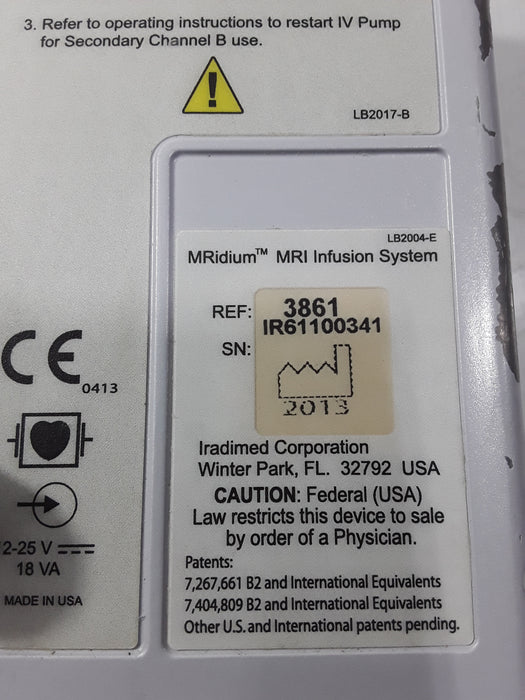 3. Refer to operating instructions to restart IV Pump
for Secondary Channel B use.
LB2017-B
LB2004-E
MRidium™ MRI Infusion System
REF: 3861
IR61100341
SN:
2013
CE 0413
Iradimed Corporation
Winter Park, FL. 32792 USA
CAUTION: Federal (USA)
Law restricts this device to sale
by order of a Physician.
Patents:
7,267,661 B2 and International Equivalents
7,404,809 B2 and International Equivalents
Other U.S. and International patents pending.
2-25 V
18 VA
MADE IN USA